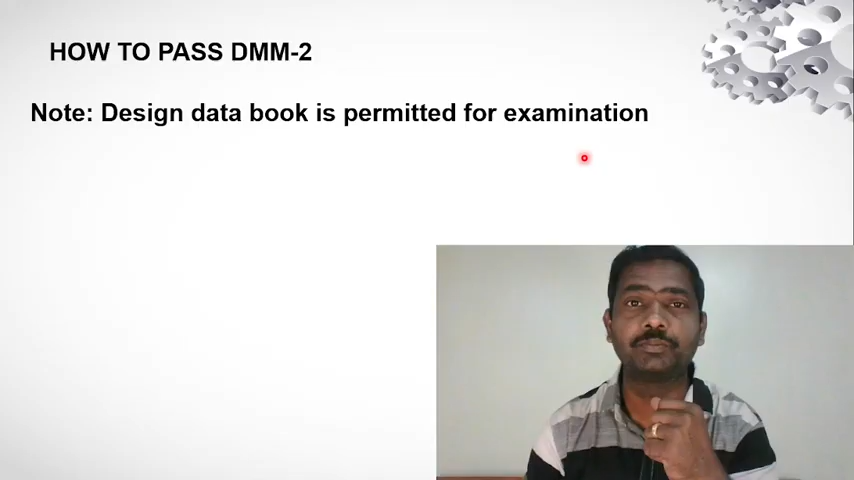 HOW TO PASS DMM-2
Note: Design data book is permitted for examination